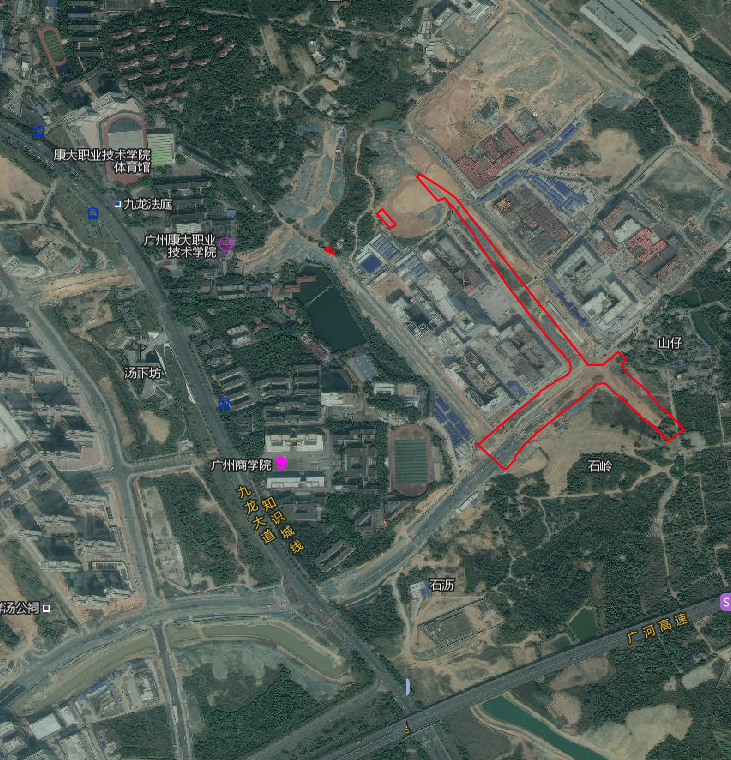 康大职业技术学院
体育馆
九龙法庭
广州康大职业
技术学院
山仔
汤下坊
广州商学院
石岭
九龙大道
知识城线
石沥
汤公祠
广河高速
S